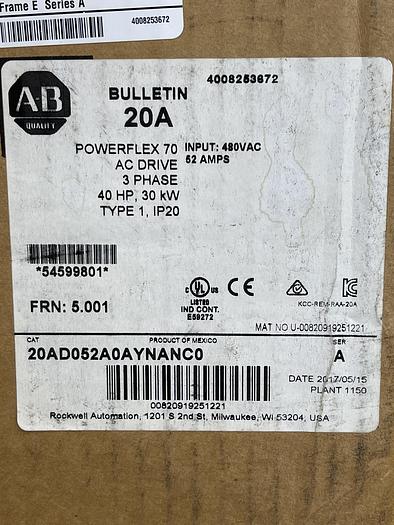 Frame E Series A
4008253672
4008253672
A-B
QUALITY
BULLETIN
20A
POWERFLEX 70
AC DRIVE
3 PHASE
40 HP, 30 kW
TYPE 1, IP20
INPUT: 480VAC
52 AMPS
*54599801*
FRN: 5.001
C UL US
LISTED
IND CONT.
E59272
CE
KCC-REM-RAA-20A
MAT NO U-00820919251221
CAT
PRODUCT OF MEXICO
SER
20AD052A0AYNANC0
A
DATE 2017/05/15
PLANT 1150
00820919251221
Rockwell Automation, 1201 S 2nd St, Milwaukee, WI 53204, USA